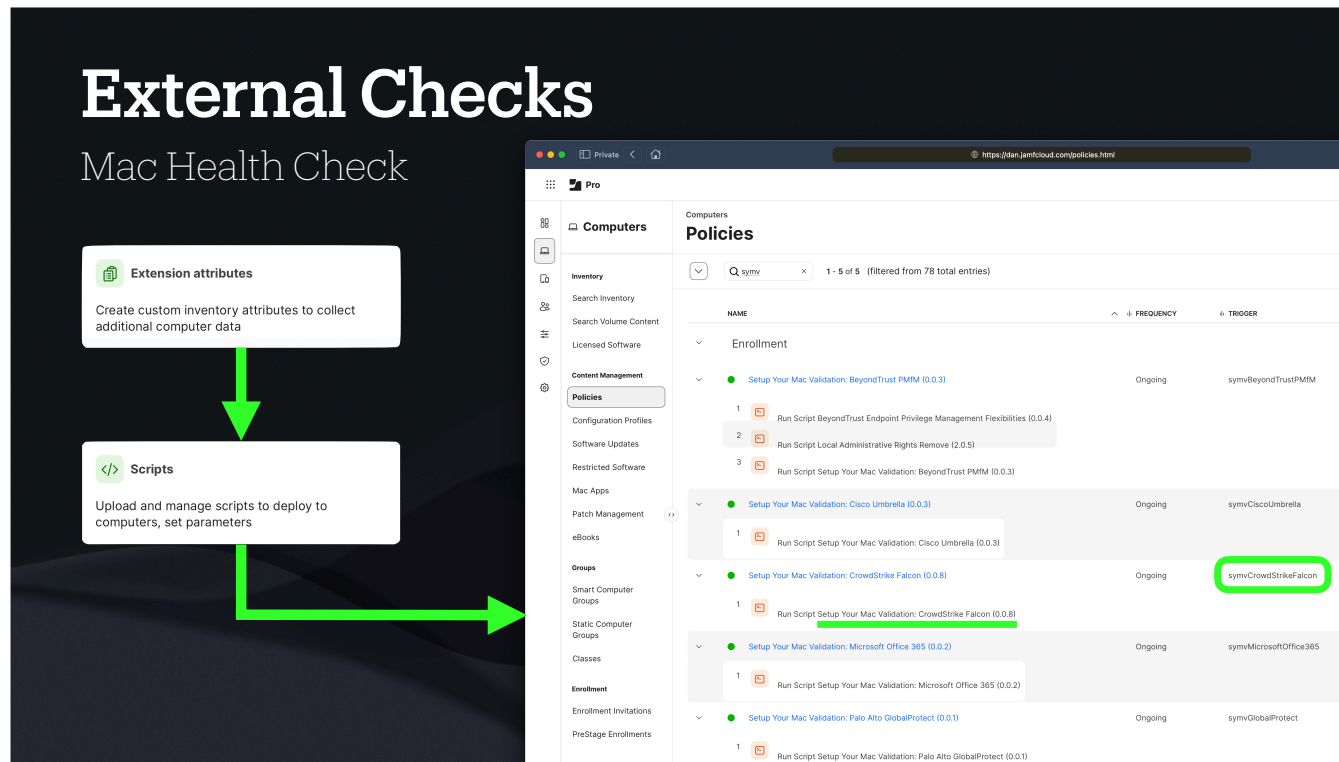 External Checks
Mac Health Check
Extension attributes
Create custom inventory attributes to collect
additional computer data
Scripts
Upload and manage scripts to deploy to
computers, set parameters
Private
https://dan.jamfcloud.com/policies.html
Pro
Computers
Inventory
Search Inventory
Search Volume Content
Licensed Software
Content Management
Policies
Configuration Profiles
Software Updates
Restricted Software
Mac Apps
Patch Management
eBooks
Groups
Smart Computer
Groups
Static Computer
Groups
Classes
Enrollment
Enrollment Invitations
PreStage Enrollments
Computers
Policies
symv × 1 - 5 of 5 (filtered from 78 total entries)
NAME FREQUENCY TRIGGER
Enrollment
Setup Your Mac Validation: BeyondTrust PMfM (0.0.3) Ongoing symvBeyondTrustPMfM
1 Run Script BeyondTrust Endpoint Privilege Management Flexibilities (0.0.4)
2 Run Script Local Administrative Rights Remove (2.0.5)
3 Run Script Setup Your Mac Validation: BeyondTrust PMfM (0.0.3)
Setup Your Mac Validation: Cisco Umbrella (0.0.3) Ongoing symvCiscoUmbrella
1 Run Script Setup Your Mac Validation: Cisco Umbrella (0.0.3)
Setup Your Mac Validation: CrowdStrike Falcon (0.0.8) Ongoing symvCrowdStrikeFalcon
1 Run Script Setup Your Mac Validation: CrowdStrike Falcon (0.0.8)
Setup Your Mac Validation: Microsoft Office 365 (0.0.2) Ongoing symvMicrosoftOffice365
1 Run Script Setup Your Mac Validation: Microsoft Office 365 (0.0.2)
Setup Your Mac Validation: Palo Alto GlobalProtect (0.0.1) Ongoing symvGlobalProtect
1 Run Script Setup Your Mac Validation: Palo Alto GlobalProtect (0.0.1)